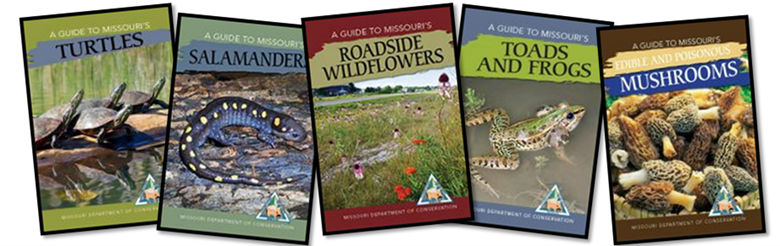 A GUIDE TO MISSOURI'S
TURTLES
MISSOURI DEPARTMENT OF CONSERVATION
A GUIDE TO MISSOURI'S
SALAMANDERS
MISSOURI DEPARTMENT OF CONSERVATION
A GUIDE TO MISSOURI'S
ROADSIDE
WILDFLOWERS
MISSOURI DEPARTMENT OF CONSERVATION
A GUIDE TO MISSOURI'S
TOADS
AND FROGS
MISSOURI DEPARTMENT OF CONSERVATION
A GUIDE TO MISSOURI'S
EDIBLE AND POISONOUS
MUSHROOMS
MISSOURI DEPARTMENT OF CONSERVATION